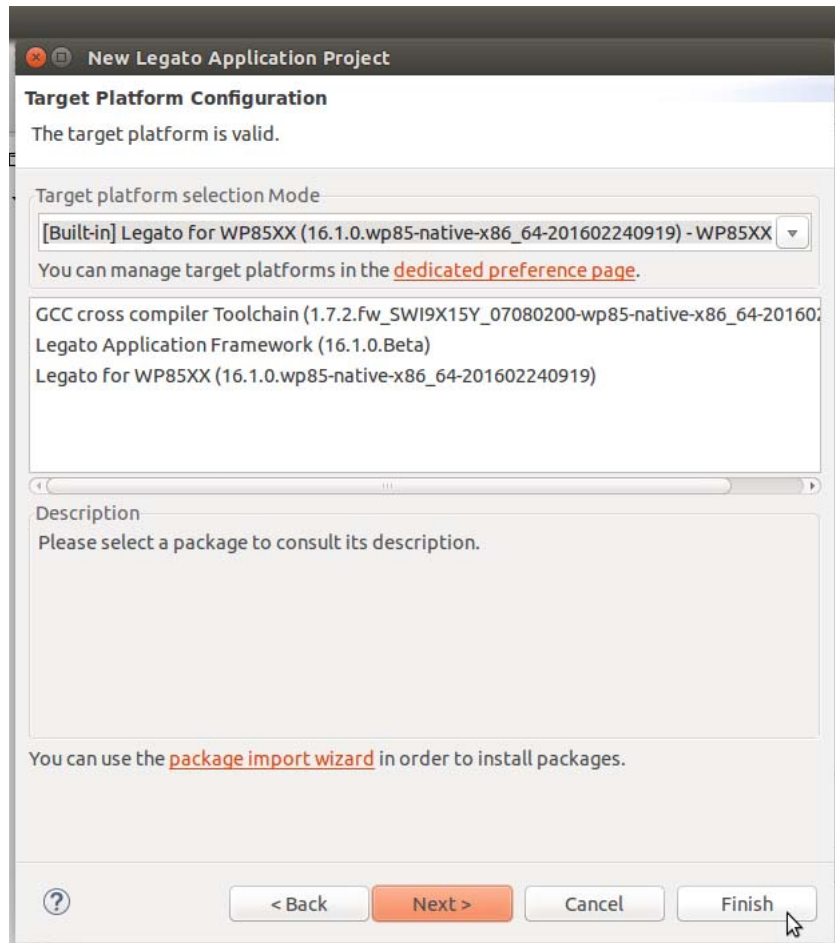 New Legato Application Project
Target Platform Configuration
The target platform is valid.
Target platform selection Mode
[Built-in] Legato for WP85XX (16.1.0.wp85-native-x86_64-201602240919) - WP85XX
You can manage target platforms in the dedicated preference page.
GCC cross compiler Toolchain (1.7.2.fw_SWI9X15Y_07080200-wp85-native-x86_64-20160
Legato Application Framework (16.1.0.Beta)
Legato for WP85XX (16.1.0.wp85-native-x86_64-201602240919)
Description
Please select a package to consult its description.
You can use the package import wizard in order to install packages.
?
< Back
Next >
Cancel
Finish